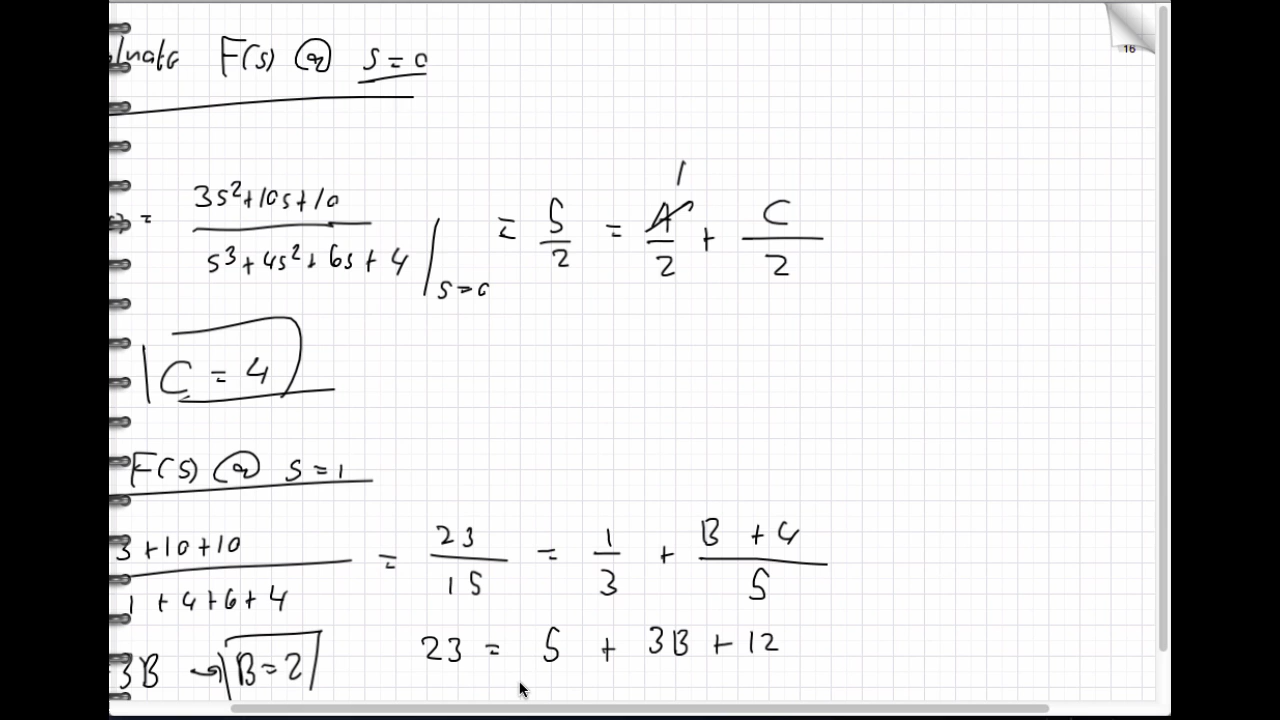 luate F(s) @ s=0
16
) = 3s²+10s+10 / s³+4s²+6s+4 | s=0 = 5/2 = A/2 + C/2
1
C = 4
F(s) @ s=1
3+10+10 / 1+4+6+4 = 23/15 = 1/3 + B+4/5
23 = 5 + 3B + 12
3B → B=2